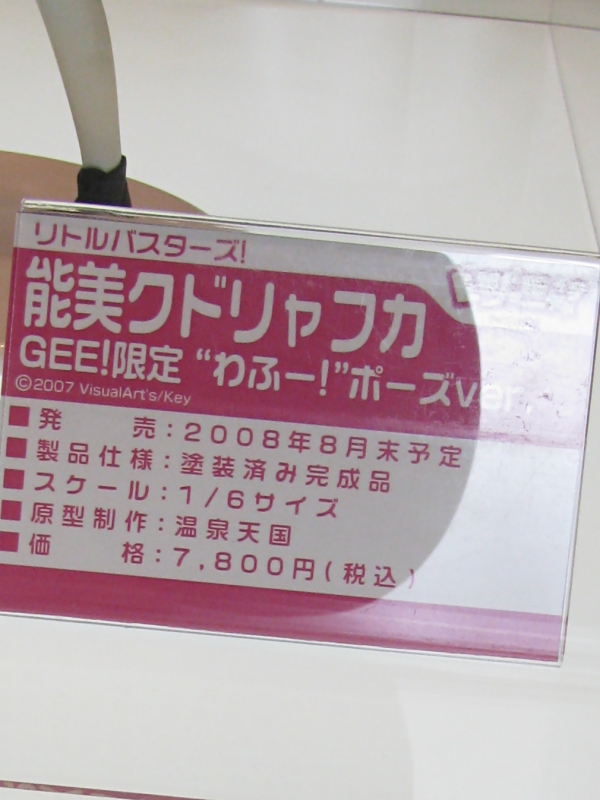 リトルバスターズ!
能美クドリャフカ
GEE!限定 “わふー!”ポーズver.
©2007 VisualArt's/Key
■発　　売:2008年8月末予定
■製品仕様:塗装済み完成品
■スケール:1/6サイズ
■原型制作:温泉天国
■価　　格:7,800円(税込)